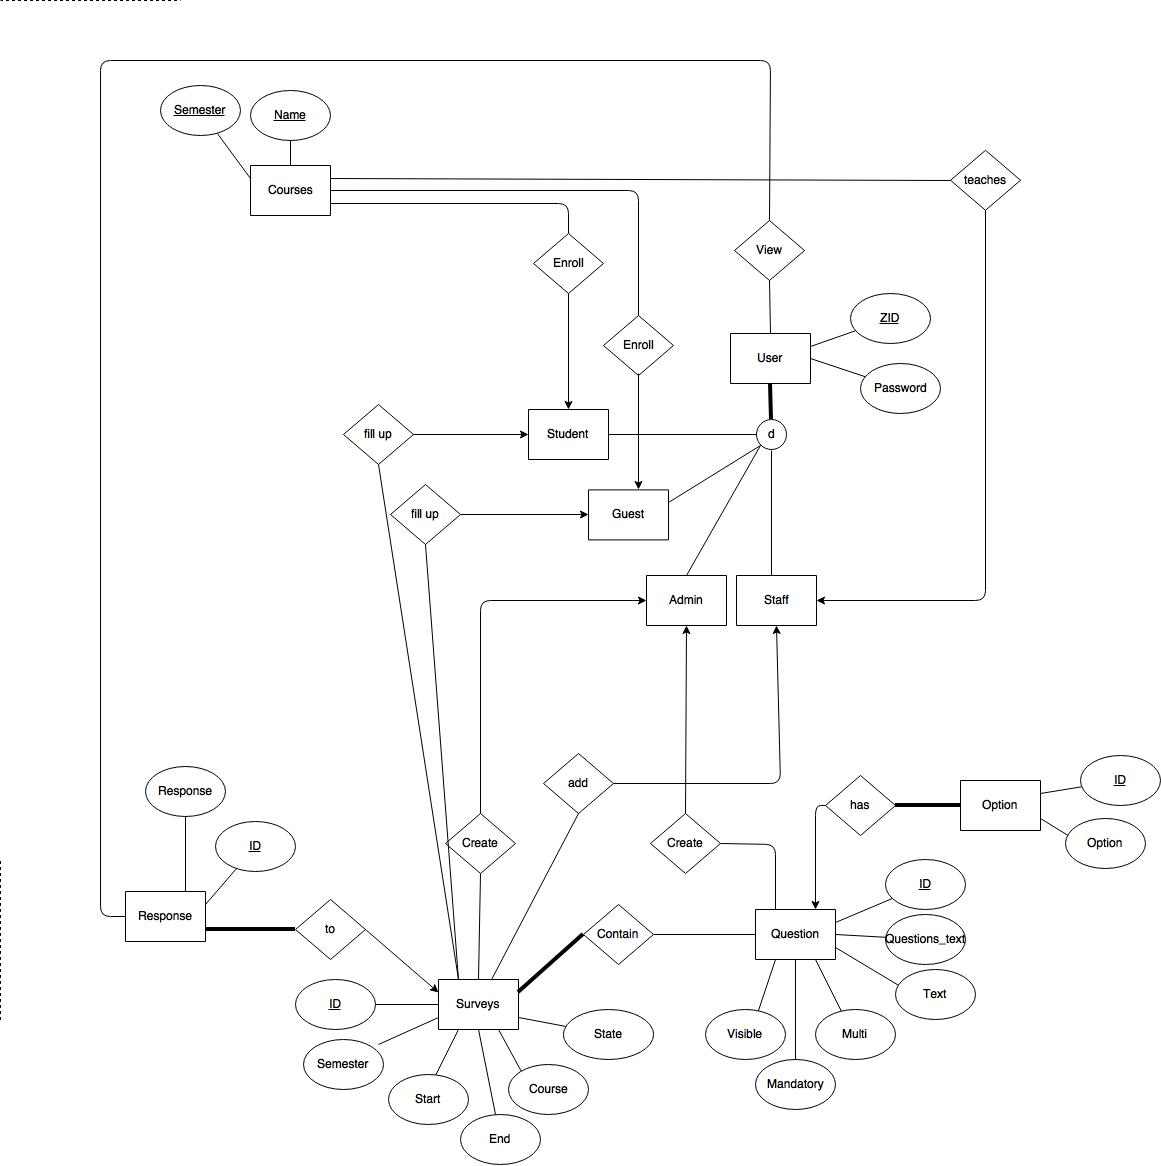 Semester
Name
Courses
teaches
View
Enroll
ZID
Enroll
User
Password
fill up
Student
d
fill up
Guest
Admin
Staff
add
Response
ID
has
Option
ID
Create
Create
Option
ID
Response
to
Contain
Question
ID
Questions_text
Text
ID
Surveys
State
Visible
Multi
Semester
Mandatory
Start
Course
End